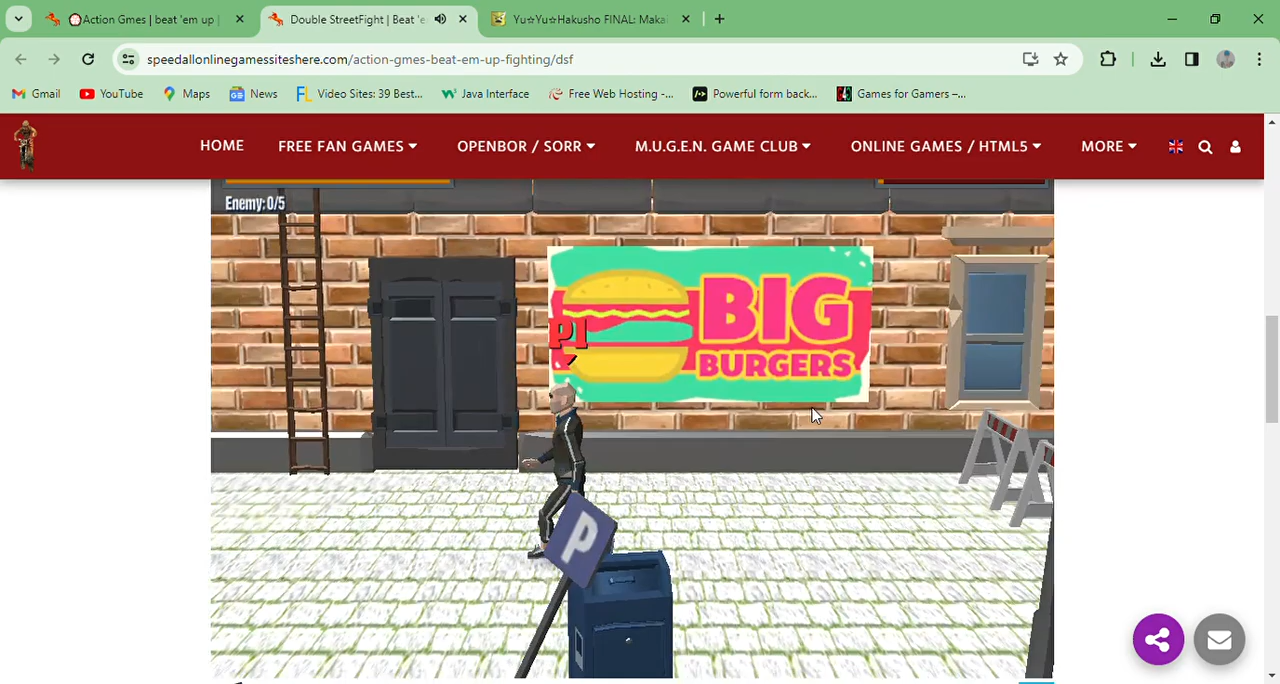 Action Gmes | beat 'em up |
Double StreetFight | Beat 'e
Yu☆Yu☆Hakusho FINAL: Makai
speedallonlinegamessiteshere.com/action-gmes-beat-em-up-fighting/dsf
Gmail
YouTube
Maps
News
Video Sites: 39 Best...
Java Interface
Free Web Hosting -...
Powerful form back...
Games for Gamers –...
HOME
FREE FAN GAMES
OPENBOR / SORR
M.U.G.E.N. GAME CLUB
ONLINE GAMES / HTML5
MORE
Enemy: 0/5
P1
BIG
BURGERS
P